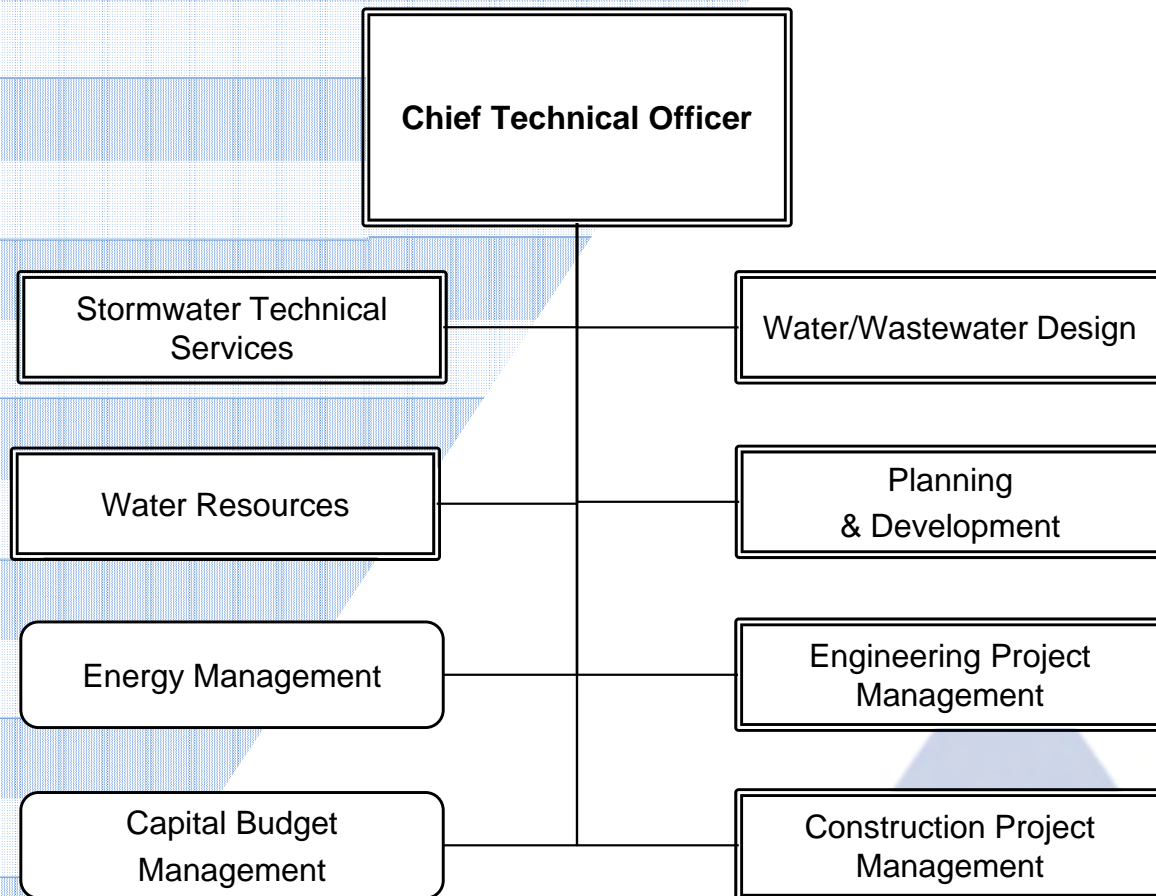 Chief Technical Officer
Stormwater Technical
Services
Water/Wastewater Design
Water Resources
Planning
& Development
Energy Management
Engineering Project
Management
Capital Budget
Management
Construction Project
Management